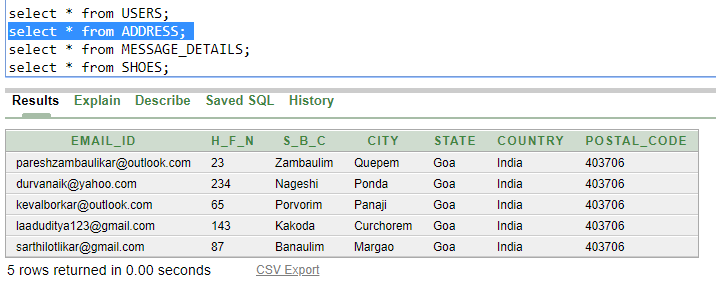 select * from USERS;
select * from ADDRESS;
select * from MESSAGE_DETAILS;
select * from SHOES;
Results Explain Describe Saved SQL History
EMAIL_ID H_F_N S_B_C CITY STATE COUNTRY POSTAL_CODE
pareshzambaulikar@outlook.com 23 Zambaulim Quepem Goa India 403706
durvanaik@yahoo.com 234 Nageshi Ponda Goa India 403706
kevalborkar@outlook.com 65 Porvorim Panaji Goa India 403706
laaduditya123@gmail.com 143 Kakoda Curchorem Goa India 403706
sarthilotlikar@gmail.com 87 Banaulim Margao Goa India 403706
5 rows returned in 0.00 seconds CSV Export